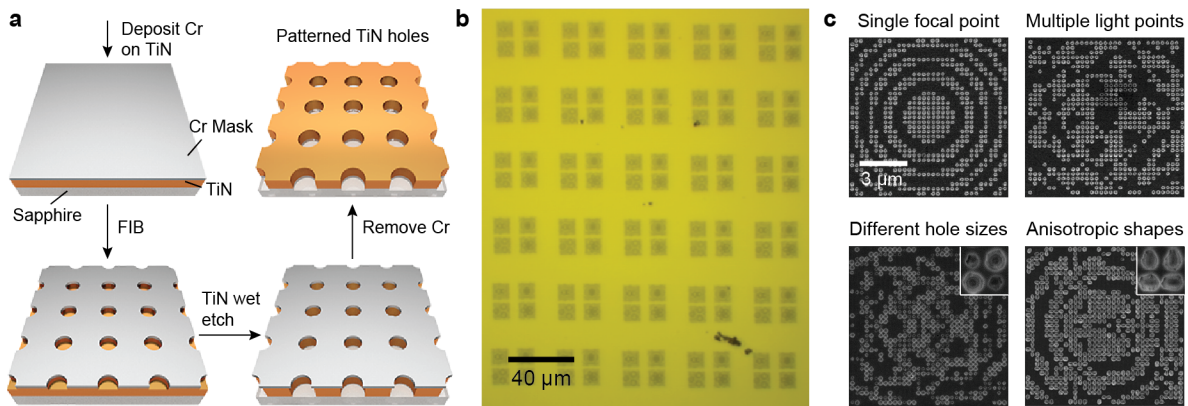 a
Deposit Cr
on TiN
Cr Mask
TiN
Sapphire
FIB
TiN wet
etch
Remove Cr
Patterned TiN holes
b
40 µm
c
Single focal point
Multiple light points
3 µm
Different hole sizes
Anisotropic shapes